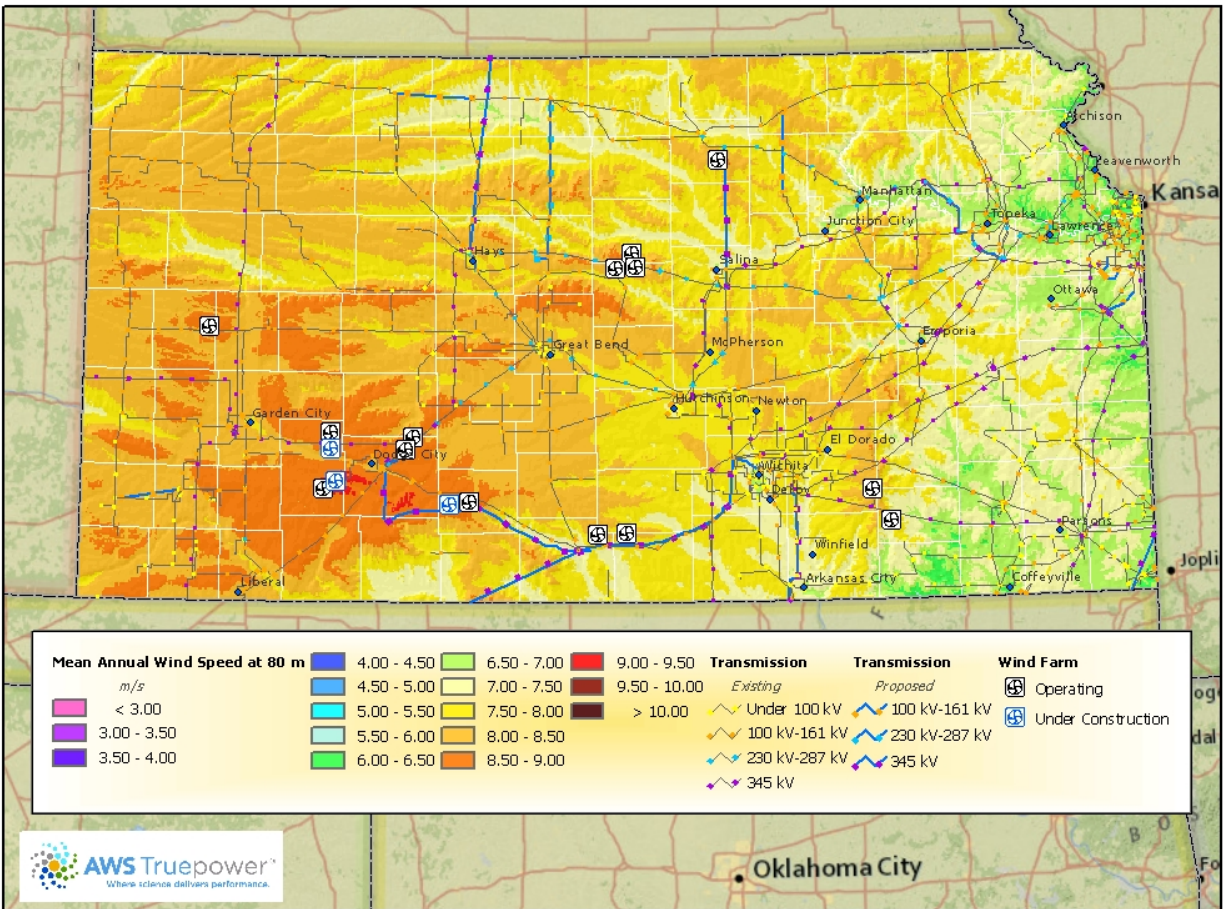 Atchison
Leavenworth
Kansa
Manhattan
Topeka
Junction City
Lawrence
Hays
Salina
Ottawa
Emporia
Great Bend
McPherson
Hutchinson
Newton
Garden City
El Dorado
Dodge City
Wichita
Derby
Parsons
Winfield
Jopli
Liberal
Arkansas City
Coffeyville
Mean Annual Wind Speed at 80 m
m/s
< 3.00
3.00 - 3.50
3.50 - 4.00
4.00 - 4.50
4.50 - 5.00
5.00 - 5.50
5.50 - 6.00
6.00 - 6.50
6.50 - 7.00
7.00 - 7.50
7.50 - 8.00
8.00 - 8.50
8.50 - 9.00
9.00 - 9.50
9.50 - 10.00
> 10.00
Transmission
Existing
Under 100 kV
100 kV-161 kV
230 kV-287 kV
345 kV
Transmission
Proposed
100 kV-161 kV
230 kV-287 kV
345 kV
Wind Farm
Operating
Under Construction
AWS Truepower™
Where science delivers performance.
Oklahoma City